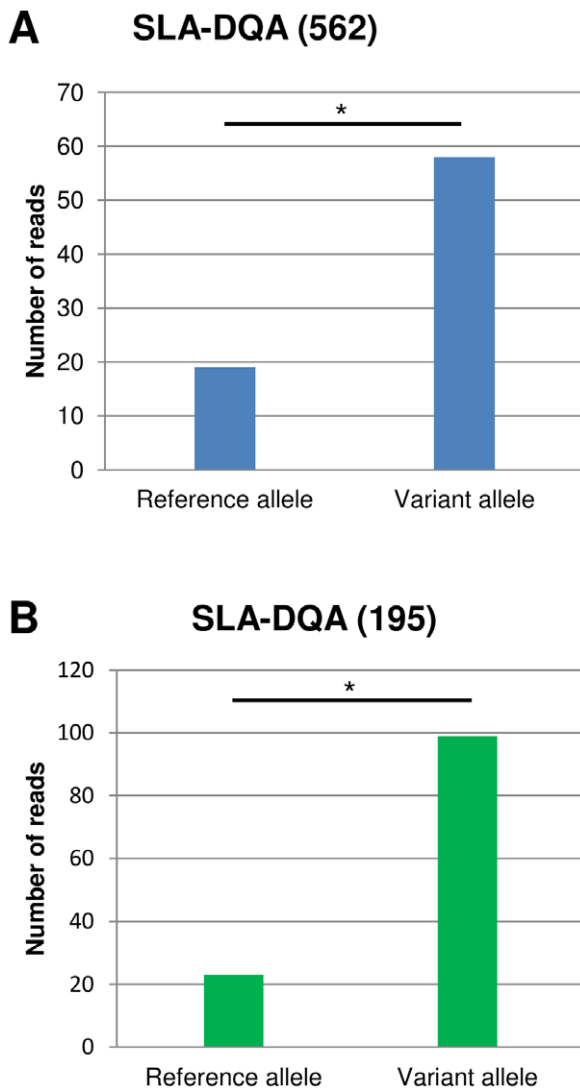 A
SLA-DQA (562)
70
*
60
50
40
30
20
10
0
Number of reads
Reference allele
Variant allele
B
SLA-DQA (195)
120
*
100
80
60
40
20
0
Number of reads
Reference allele
Variant allele